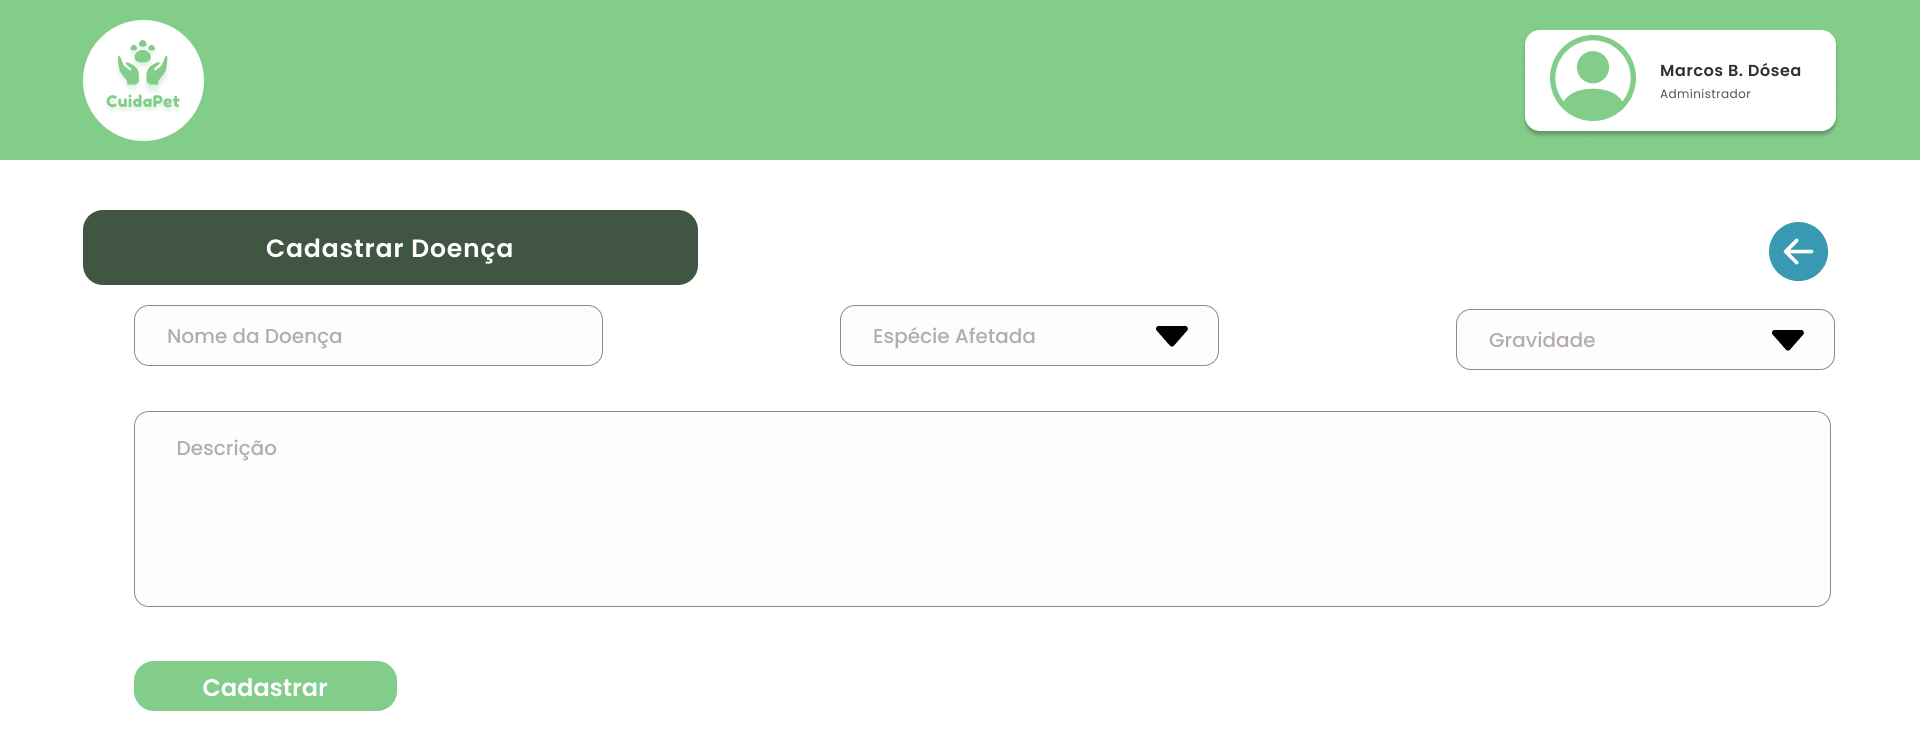 CuidaPet
Marcos B. Dósea
Administrador
Cadastrar Doença
Nome da Doença
Espécie Afetada
Gravidade
Descrição
Cadastrar